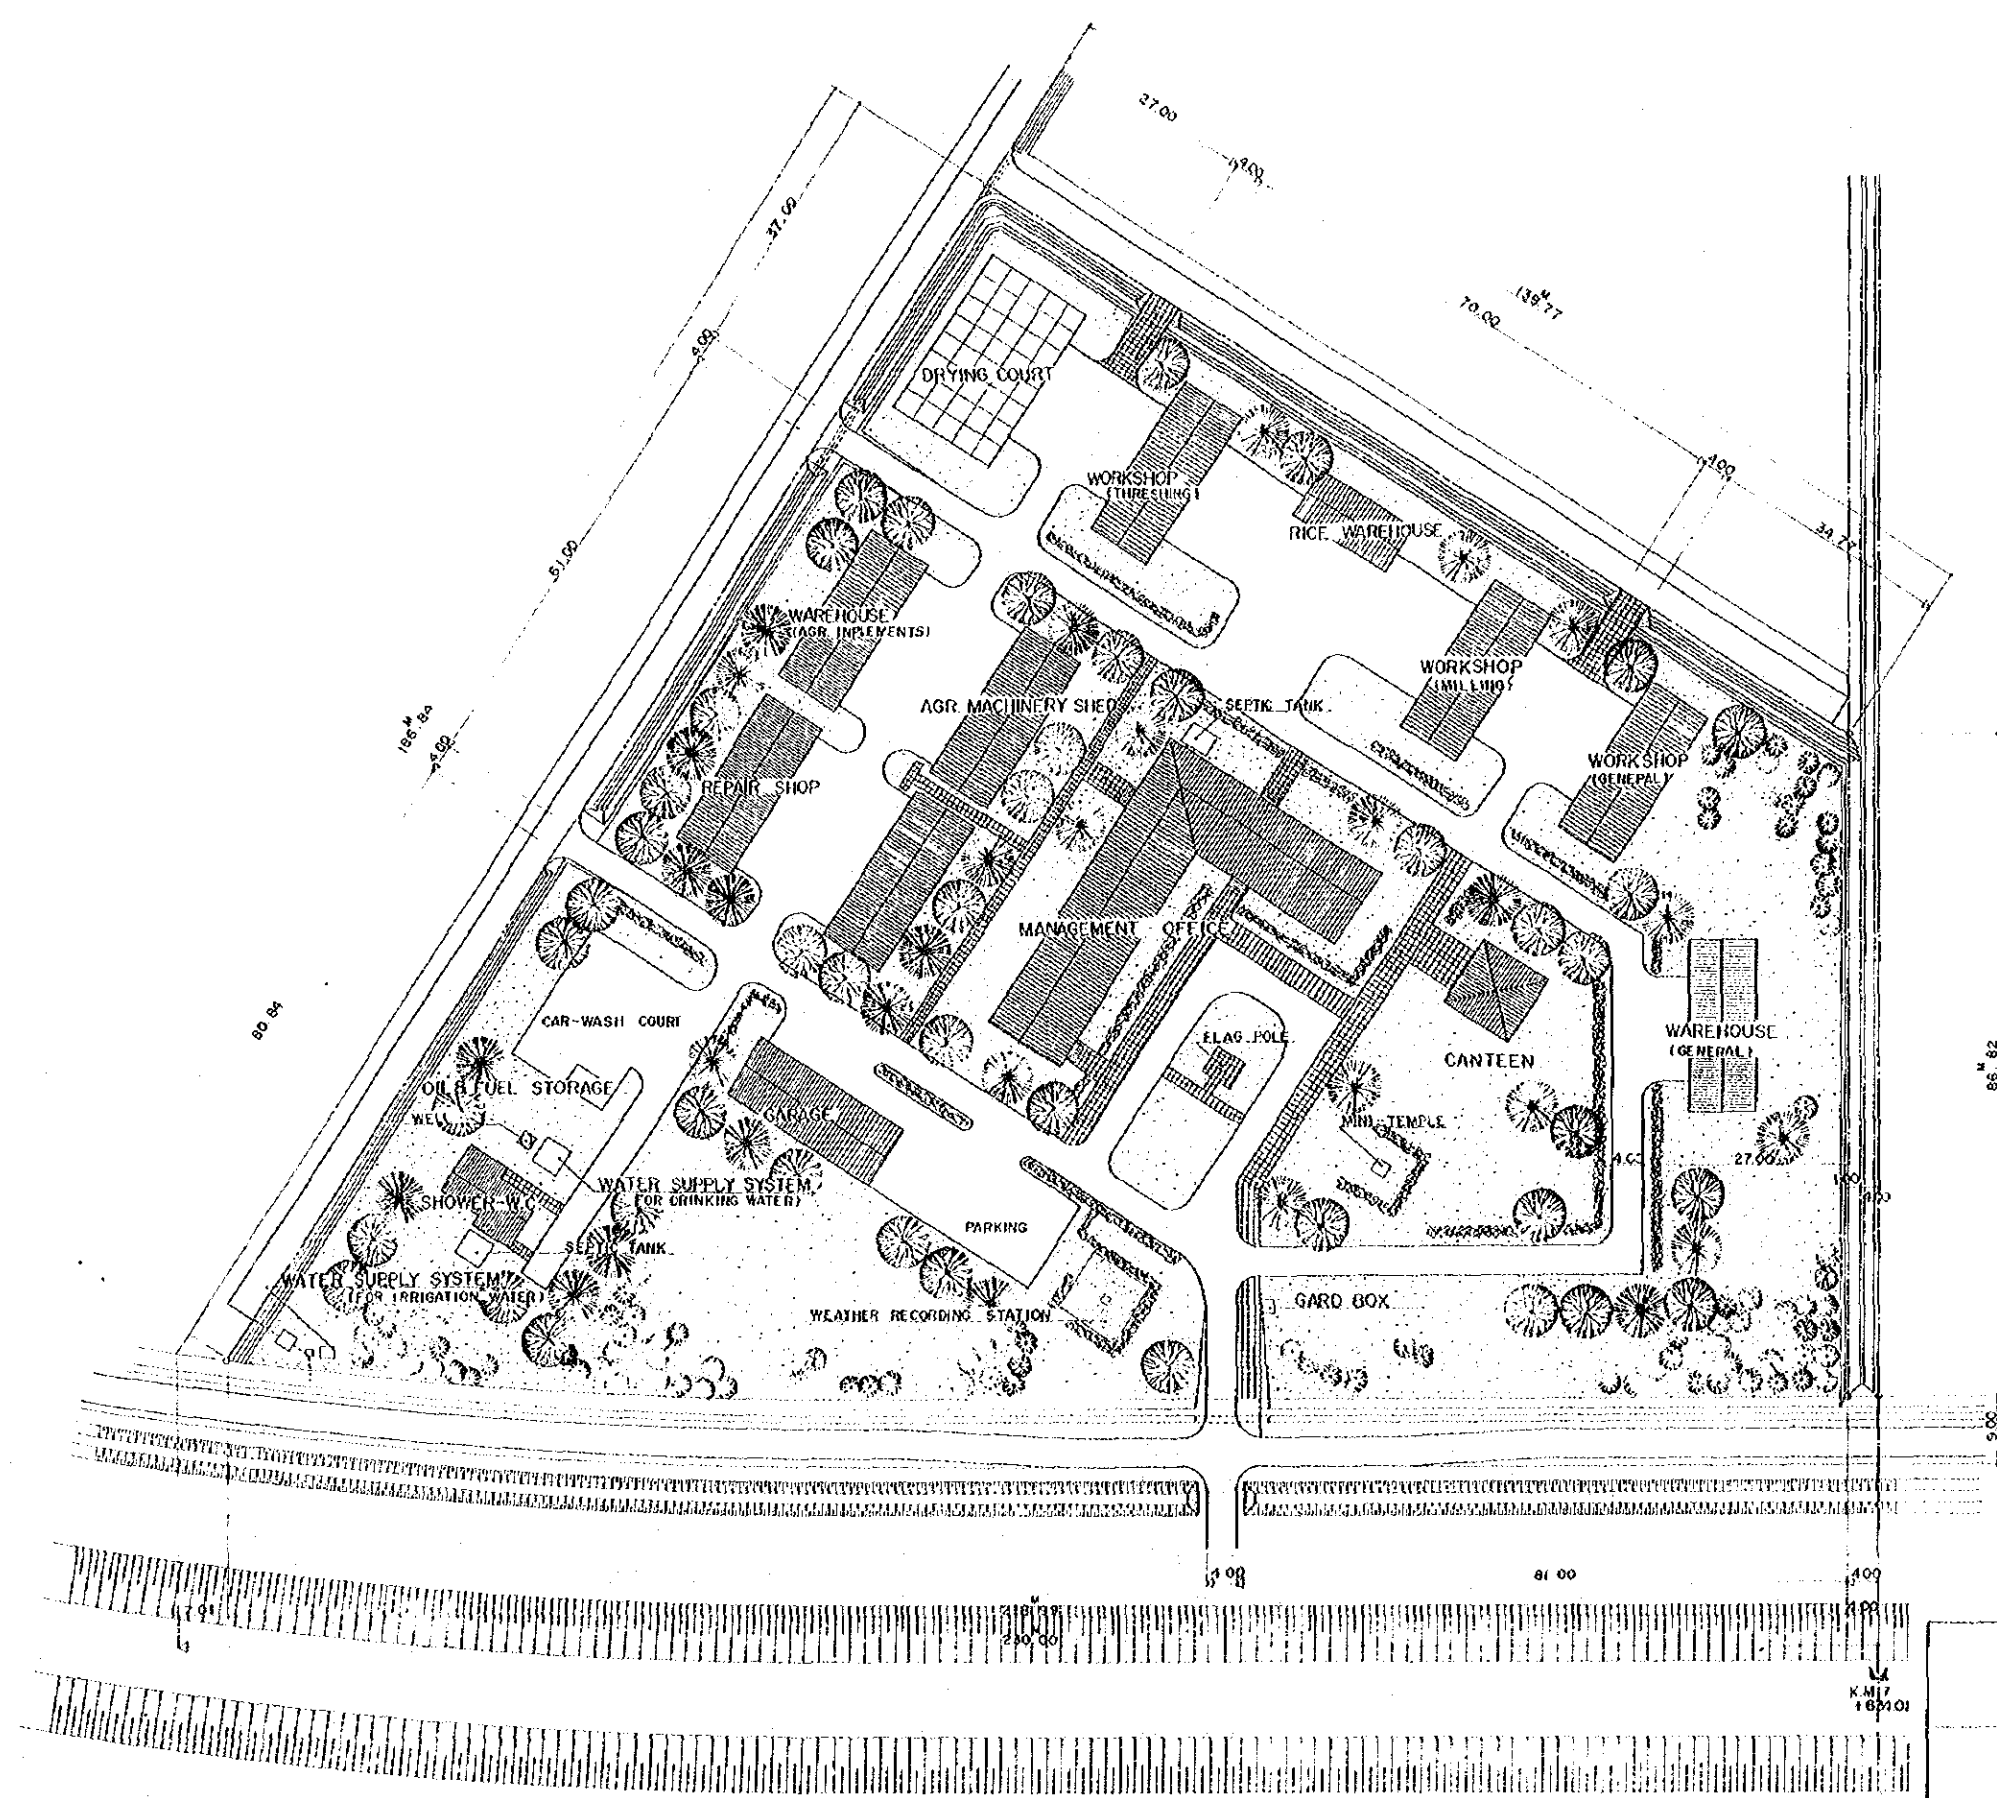 27.00
4.00
37.00
139.77 M
70.00
4.00
DRYING COURT
4.00
WORKSHOP
(THRESHING)
RICE WAREHOUSE
34.77
61.00
WAREHOUSE
(AGR. INPLEMENTS)
WORKSHOP
(MILLING)
AGR. MACHINERY SHED
SEPTIC TANK
186.84 M
4.00
WORKSHOP
(GENERAL)
REPAIR SHOP
MANAGEMENT OFFICE
80.84
CAR-WASH COURT
FLAG POLE
WAREHOUSE
(GENERAL)
CANTEEN
86.82 M
OIL & FUEL STORAGE
WELL
GARAGE
MINI TEMPLE
4.00
27.00
WATER SUPPLY SYSTEM
(FOR DRINKING WATER)
SHOWER-W.C
PARKING
SEPTIC TANK
WATER SUPPLY SYSTEM
(FOR IRRIGATION WATER)
GARD BOX
WEATHER RECORDING STATION
9.00
81.00
4.00
230.00
K.M 17